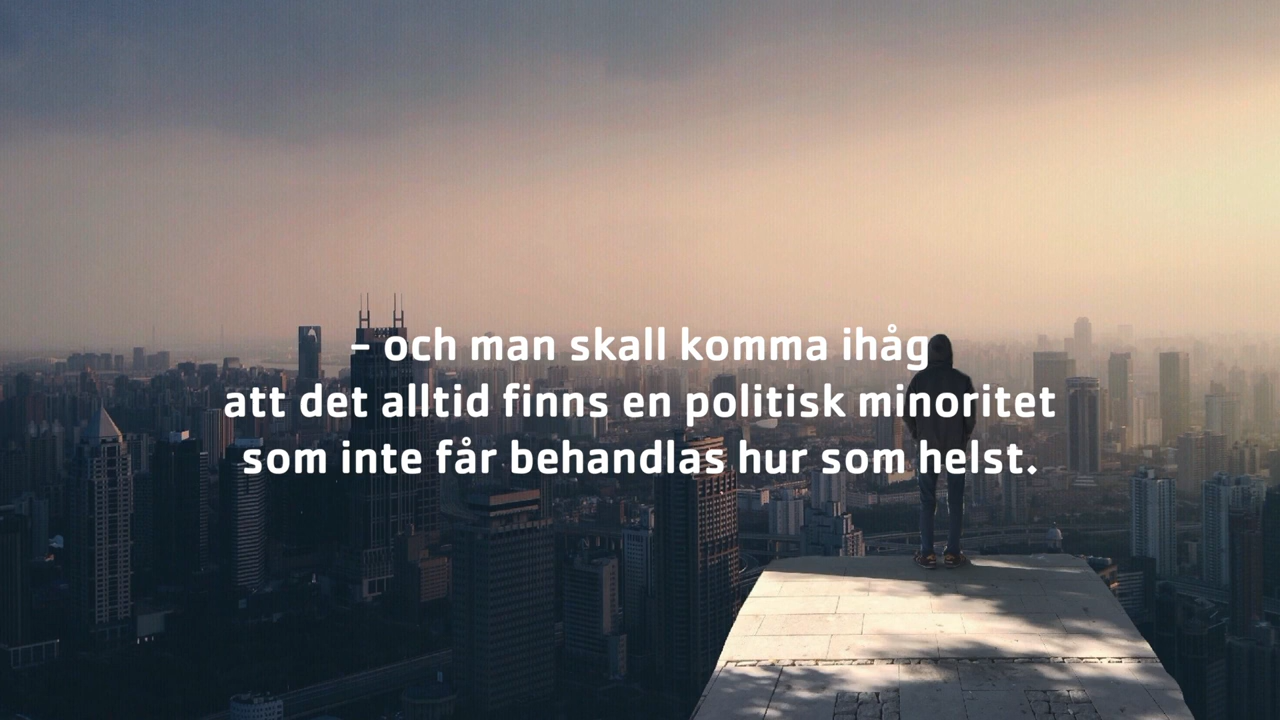 - och man skall komma ihåg
att det alltid finns en politisk minoritet
som inte får behandlas hur som helst.